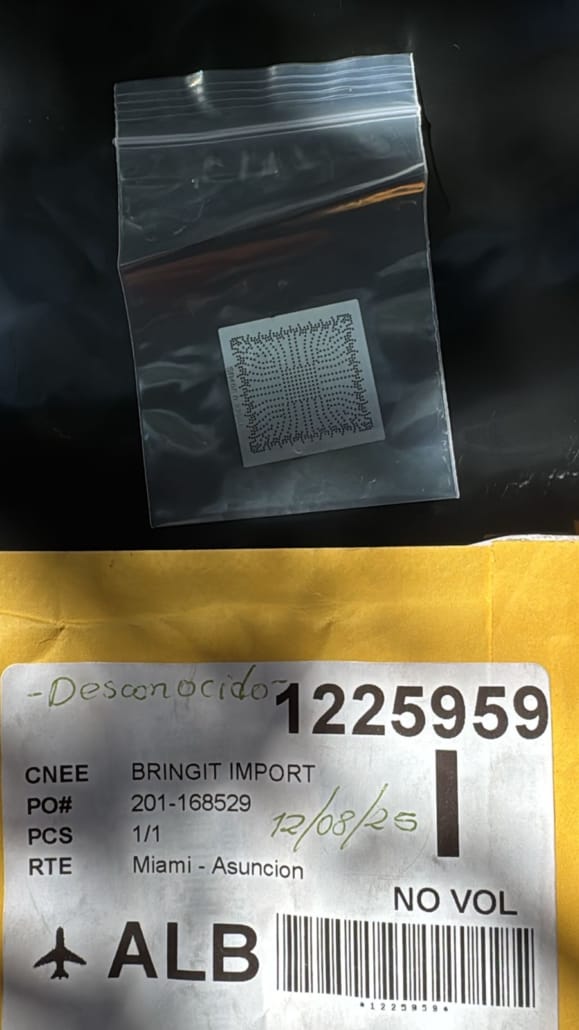 -Desconocido-
1225959
CNEE BRINGIT IMPORT
PO# 201-168529
12/08/25
PCS 1/1
RTE Miami - Asuncion
I
NO VOL
ALB
*1225959*